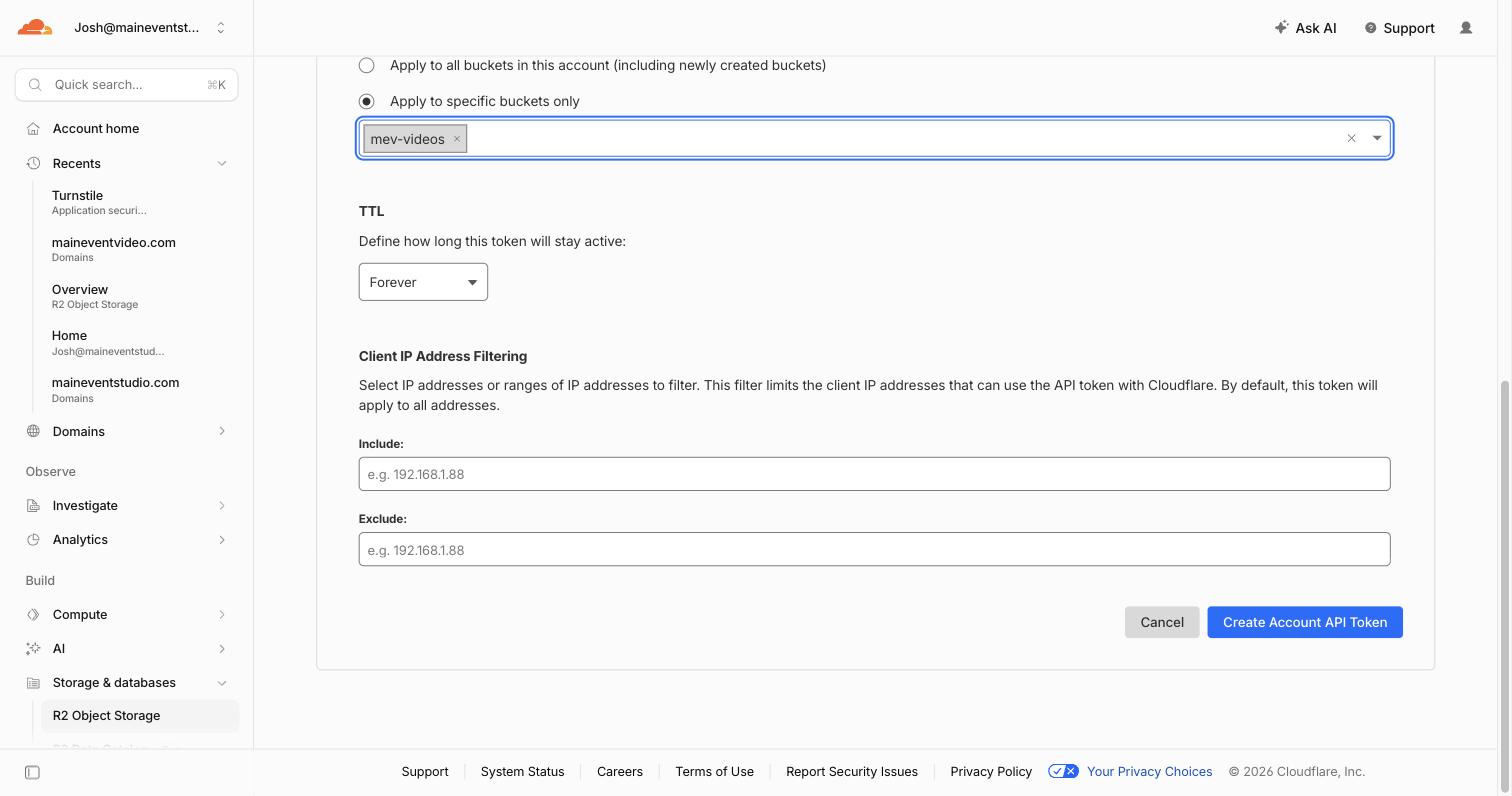 Josh@maineventst...
Ask AI
Support
Quick search...
⌘K
Account home
Recents
Turnstile
Application securi...
maineventvideo.com
Domains
Overview
R2 Object Storage
Home
Josh@maineventstud...
maineventstudio.com
Domains
Domains
Observe
Investigate
Analytics
Build
Compute
AI
Storage & databases
R2 Object Storage
Apply to all buckets in this account (including newly created buckets)
Apply to specific buckets only
mev-videos ×
TTL
Define how long this token will stay active:
Forever
Client IP Address Filtering
Select IP addresses or ranges of IP addresses to filter. This filter limits the client IP addresses that can use the API token with Cloudflare. By default, this token will
apply to all addresses.
Include:
e.g. 192.168.1.88
Exclude:
e.g. 192.168.1.88
Cancel
Create Account API Token
Support
System Status
Careers
Terms of Use
Report Security Issues
Privacy Policy
Your Privacy Choices
© 2026 Cloudflare, Inc.